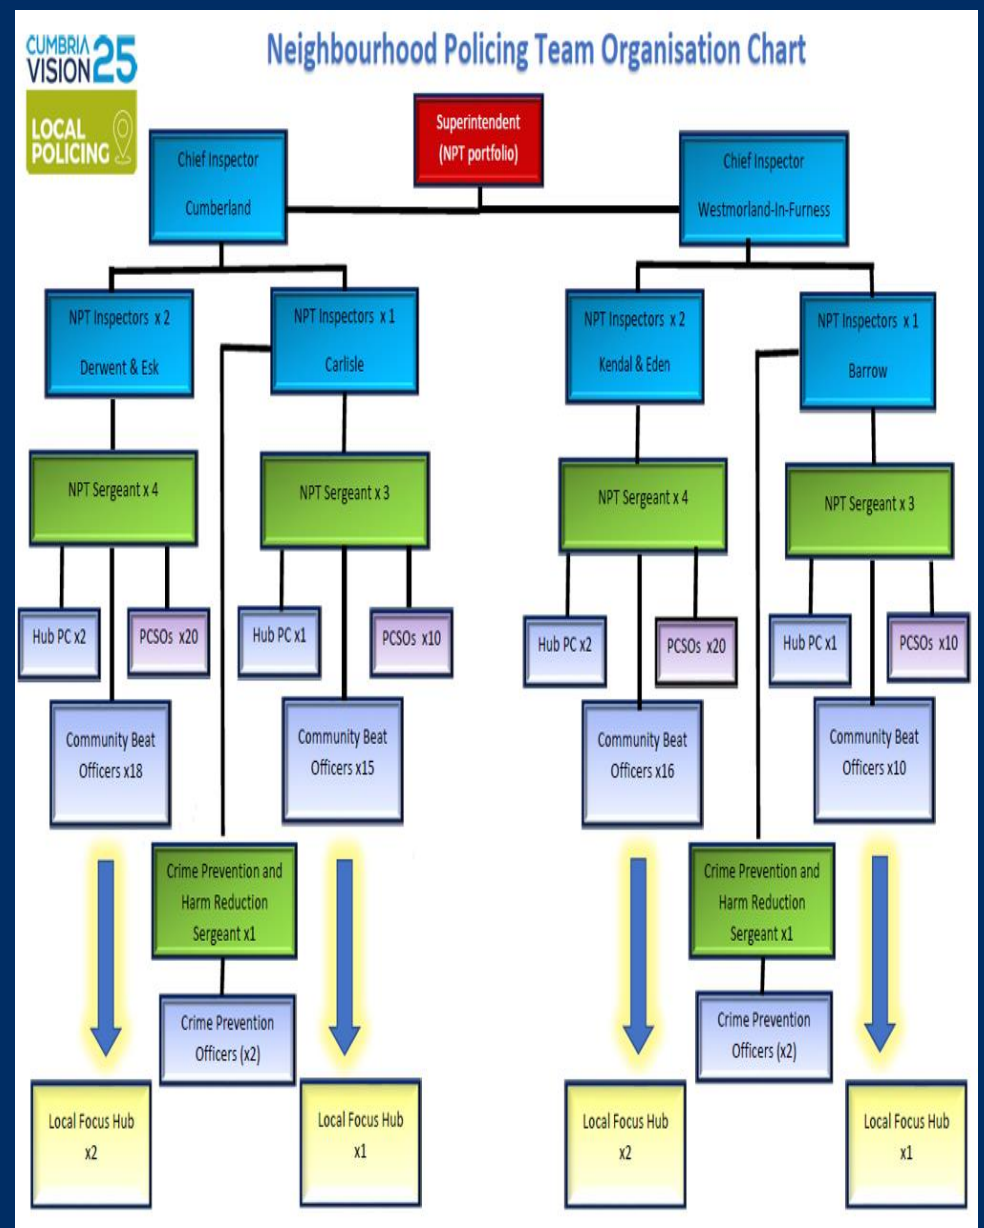 CUMBRIA
VISION 25
LOCAL
POLICING
Neighbourhood Policing Team Organisation Chart
Superintendent
(NPT portfolio)
Chief Inspector
Cumberland
Chief Inspector
Westmorland-In-Furness
NPT Inspectors x 2
Derwent & Esk
NPT Inspectors x 1
Carlisle
NPT Inspectors x 2
Kendal & Eden
NPT Inspectors x 1
Barrow
NPT Sergeant x 4
NPT Sergeant x 3
NPT Sergeant x 4
NPT Sergeant x 3
Hub PC x2
PCSOs x20
Hub PC x1
PCSOs x10
Hub PC x2
PCSOs x20
Hub PC x1
PCSOs x10
Community Beat
Officers x18
Community Beat
Officers x15
Community Beat
Officers x16
Community Beat
Officers x10
Crime Prevention and
Harm Reduction
Sergeant x1
Crime Prevention and
Harm Reduction
Sergeant x1
Crime Prevention
Officers (x2)
Crime Prevention
Officers (x2)
Local Focus Hub
x2
Local Focus Hub
x1
Local Focus Hub
x2
Local Focus Hub
x1